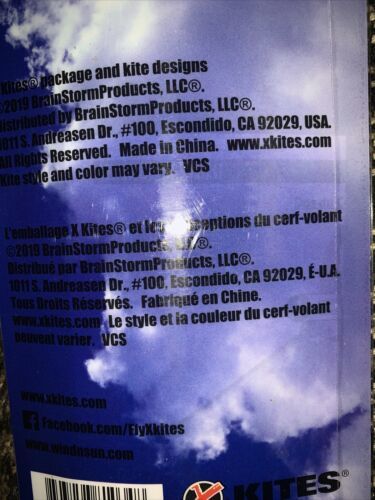 Kites® package and kite designs
©2019 BrainStormProducts, LLC®.
Distributed by BrainStormProducts, LLC®.
1011 S. Andreasen Dr., #100, Escondido, CA 92029, USA.
All Rights Reserved. Made in China. www.xkites.com
Kite style and color may vary. VCS
L'emballage X Kites® et les conceptions du cerf-volant
©2019 BrainStormProducts, LLC®.
Distribué par BrainStormProducts, LLC®.
1011 S. Andreasen Dr., #100, Escondido, CA 92029, É-U.A.
Tous Droits Réservés. Fabriqué en Chine.
www.xkites.com Le style et la couleur du cerf-volant
peuvent varier. VCS
www.xkites.com
Facebook.com/FlyXkites
www.windnsun.com
X KITES®